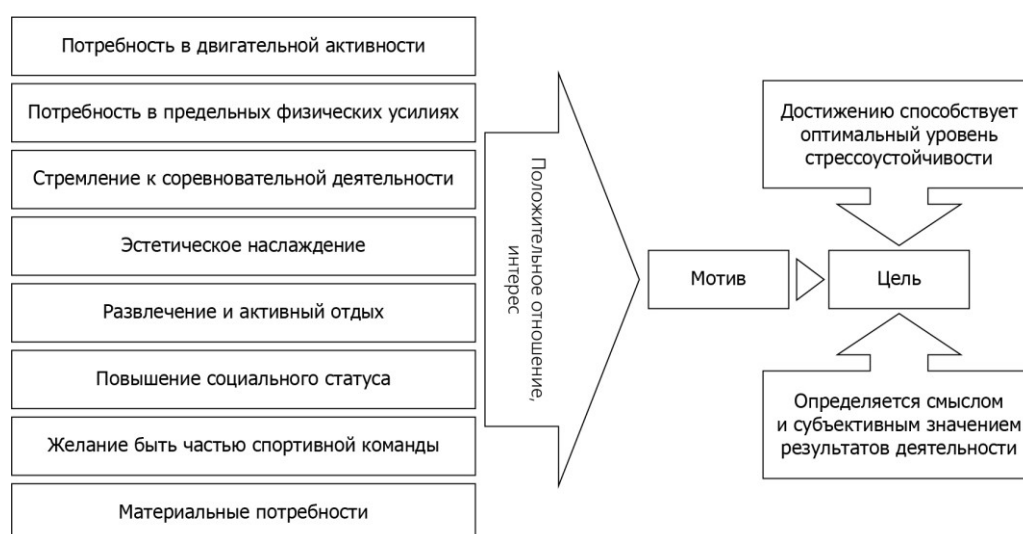 Потребность в двигательной активности
Потребность в предельных физических усилиях
Стремление к соревновательной деятельности
Эстетическое наслаждение
Развлечение и активный отдых
Повышение социального статуса
Желание быть частью спортивной команды
Материальные потребности
Положительное отношение,
интерес
Мотив
Достижению способствует
оптимальный уровень
стрессоустойчивости
Цель
Определяется смыслом
и субъективным значением
результатов деятельности